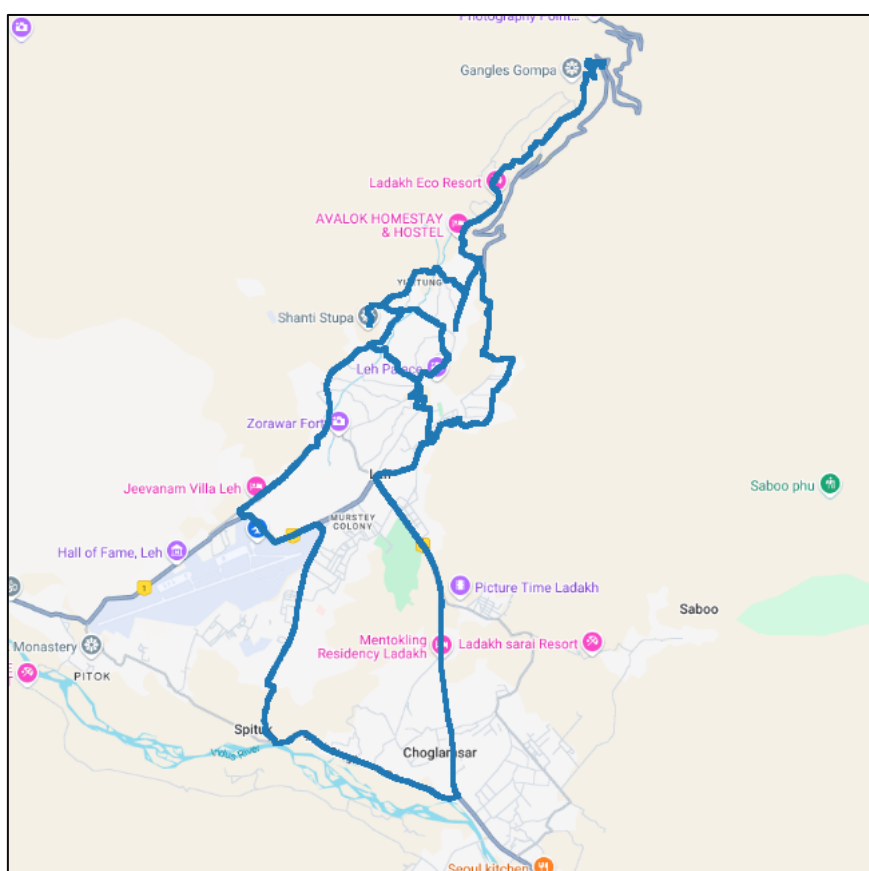 Photography Point...
Gangles Gompa
Ladakh Eco Resort
AVALOK HOMESTAY
& HOSTEL
Shanti Stupa
Leh Palace
Zorawar Fort
Saboo phu
Jeevanam Villa Leh
MURSTEY
COLONY
Hall of Fame, Leh
1
Picture Time Ladakh
Saboo
Mentokling
Residency Ladakh
Ladakh sarai Resort
Monastery
PITOK
Spituk
Indus River
Choglamsar
Seoul kitchen